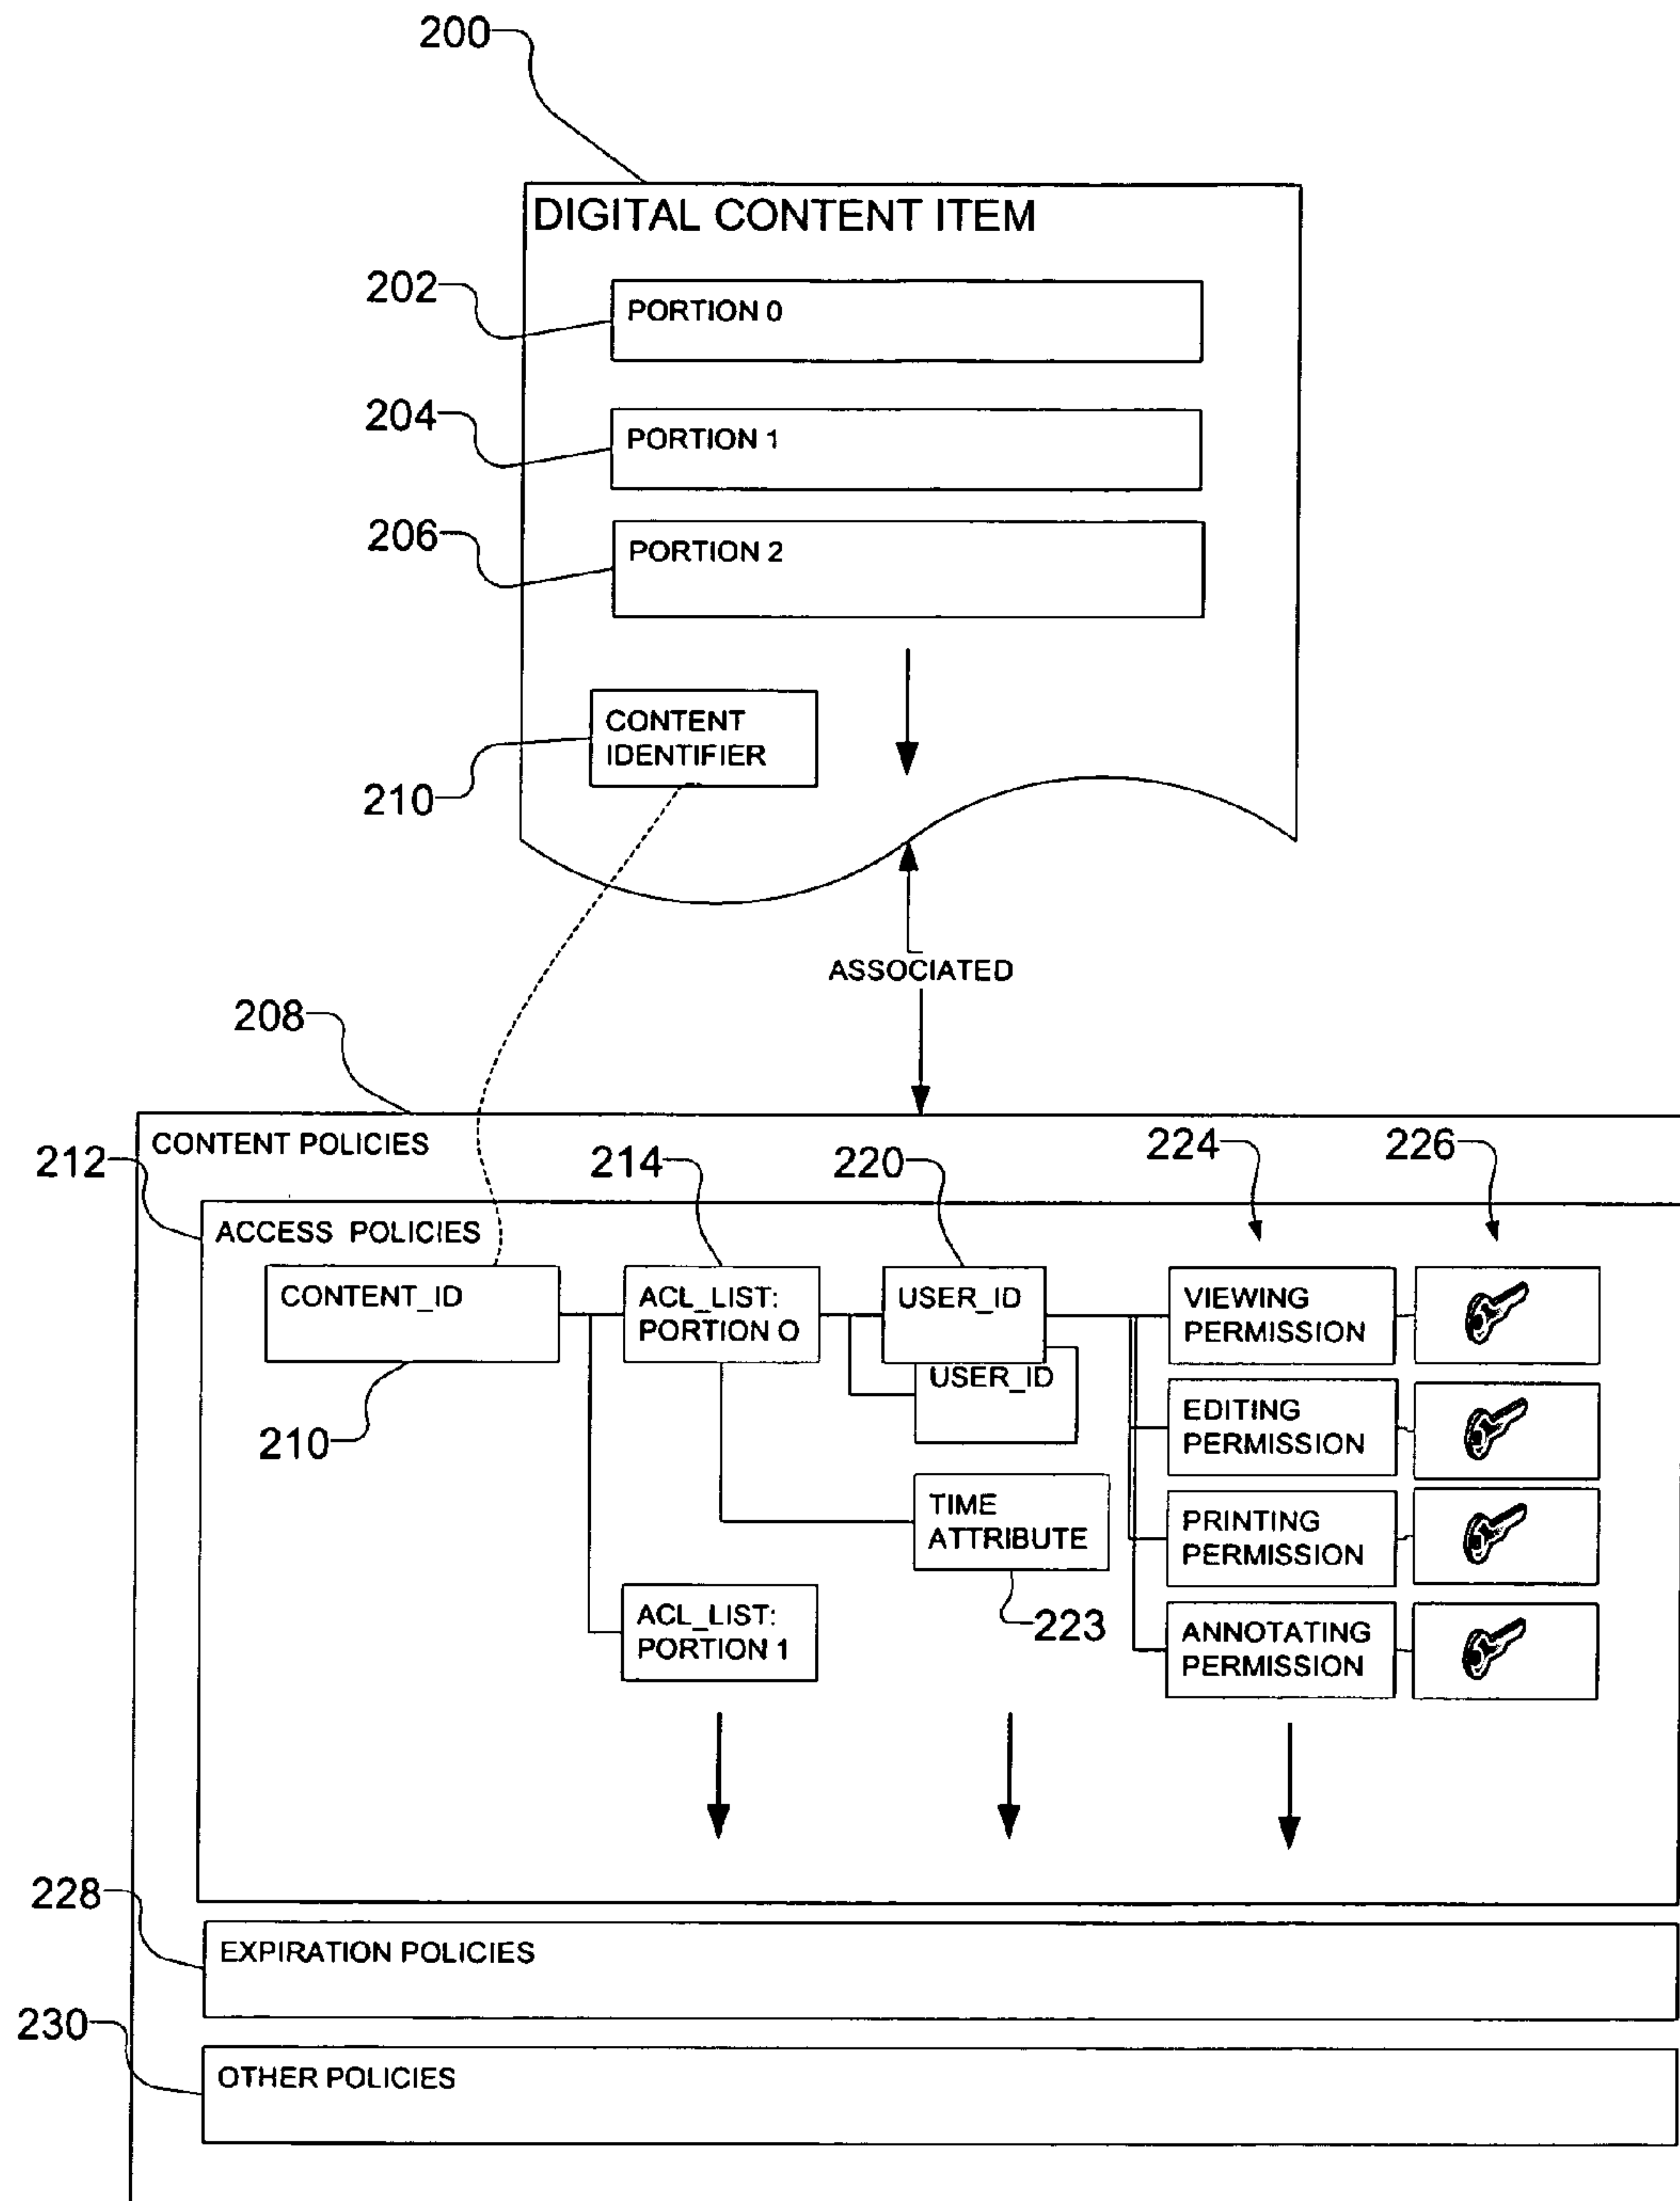 200
DIGITAL CONTENT ITEM
202
PORTION 0
204
PORTION 1
206
PORTION 2
CONTENT
IDENTIFIER
210
ASSOCIATED
208
CONTENT POLICIES
212
214
220
224
226
ACCESS POLICIES
CONTENT_ID
ACL_LIST:
PORTION 0
USER_ID
USER_ID
VIEWING
PERMISSION
210
EDITING
PERMISSION
TIME
ATTRIBUTE
PRINTING
PERMISSION
223
ACL_LIST:
PORTION 1
ANNOTATING
PERMISSION
228
EXPIRATION POLICIES
230
OTHER POLICIES